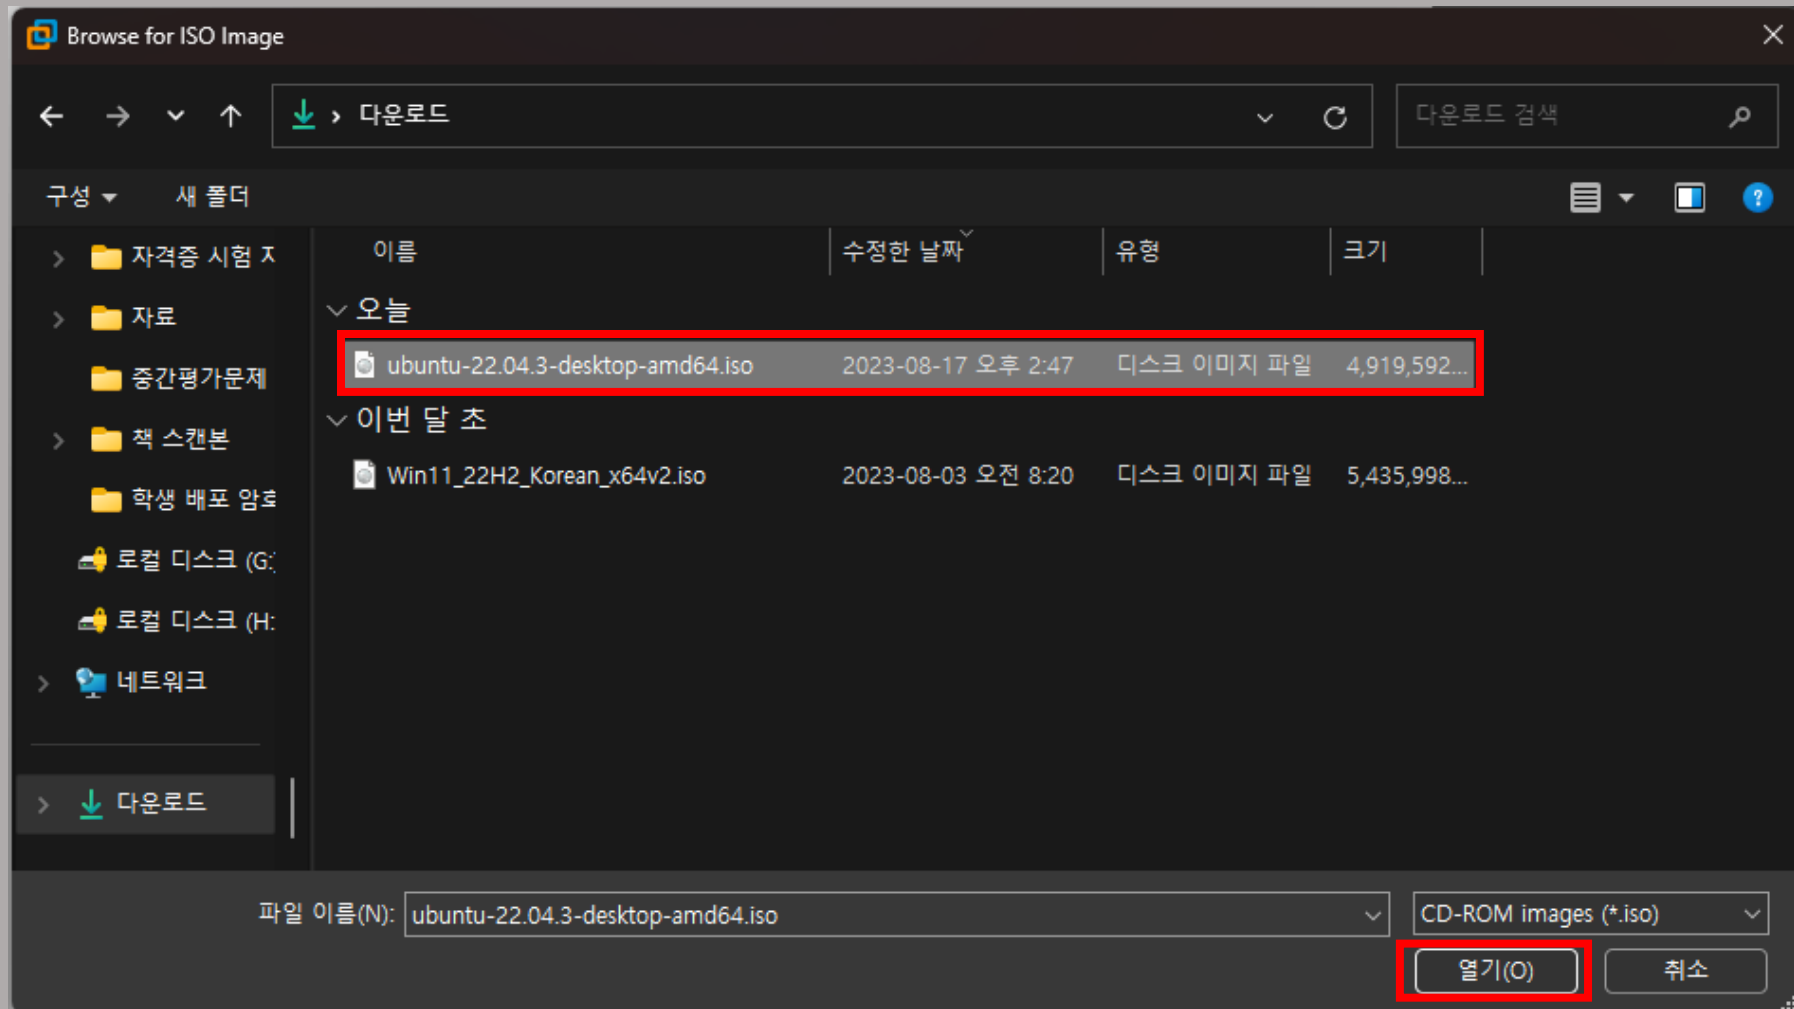 Browse for ISO Image
다운로드
다운로드 검색
구성
새 폴더
이름 수정한 날짜 유형 크기
자격증 시험
자료
중간평가문제
책 스캔본
학생 배포
로컬 디스크 (G:)
로컬 디스크 (H:
네트워크
다운로드
오늘
ubuntu-22.04.3-desktop-amd64.iso 2023-08-17 오후 2:47 디스크 이미지 파일 4,919,592...
이번 달 초
Win11_22H2_Korean_x64v2.iso 2023-08-03 오전 8:20 디스크 이미지 파일 5,435,998...
파일 이름(N): ubuntu-22.04.3-desktop-amd64.iso CD-ROM images (*.iso)
열기(O) 취소